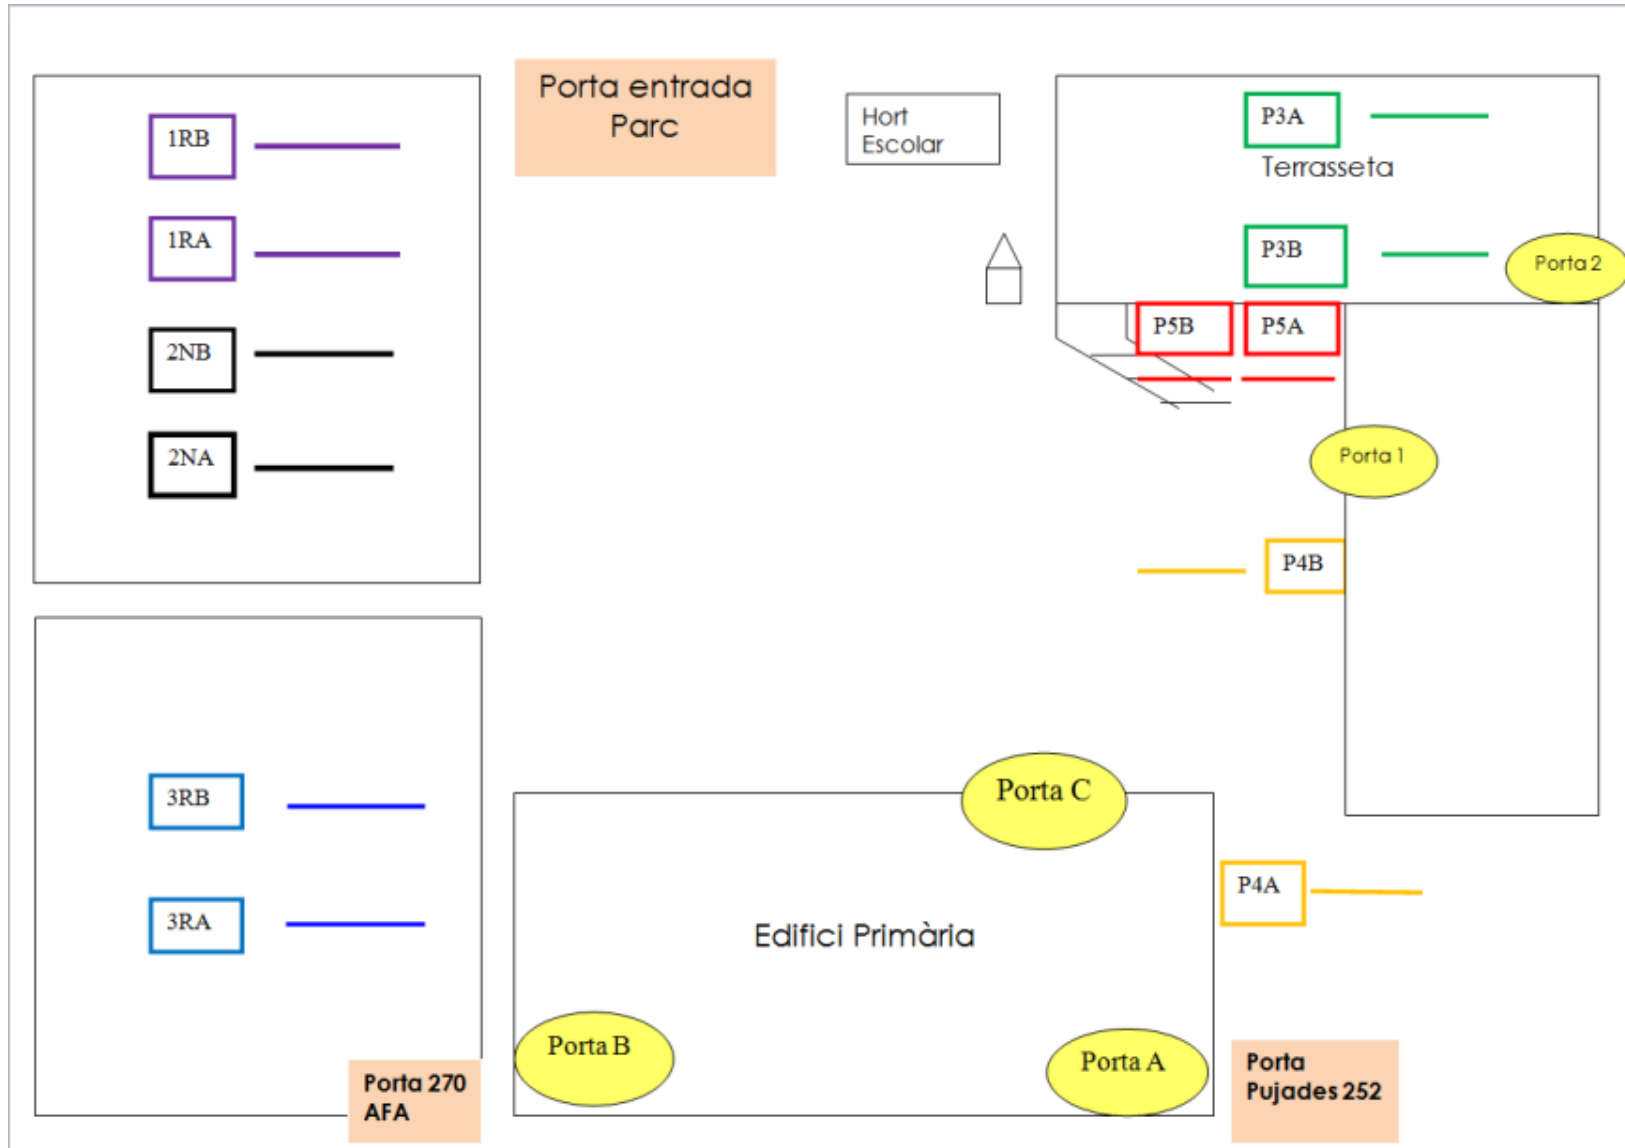 Porta entrada
Parc
Hort
Escolar
1RB
1RA
2NB
2NA
P3A
Terrasseta
P3B
Porta 2
P5B
P5A
Porta 1
P4B
3RB
3RA
Porta C
P4A
Edifici Primària
Porta B
Porta A
Porta 270
AFA
Porta
Pujades 252